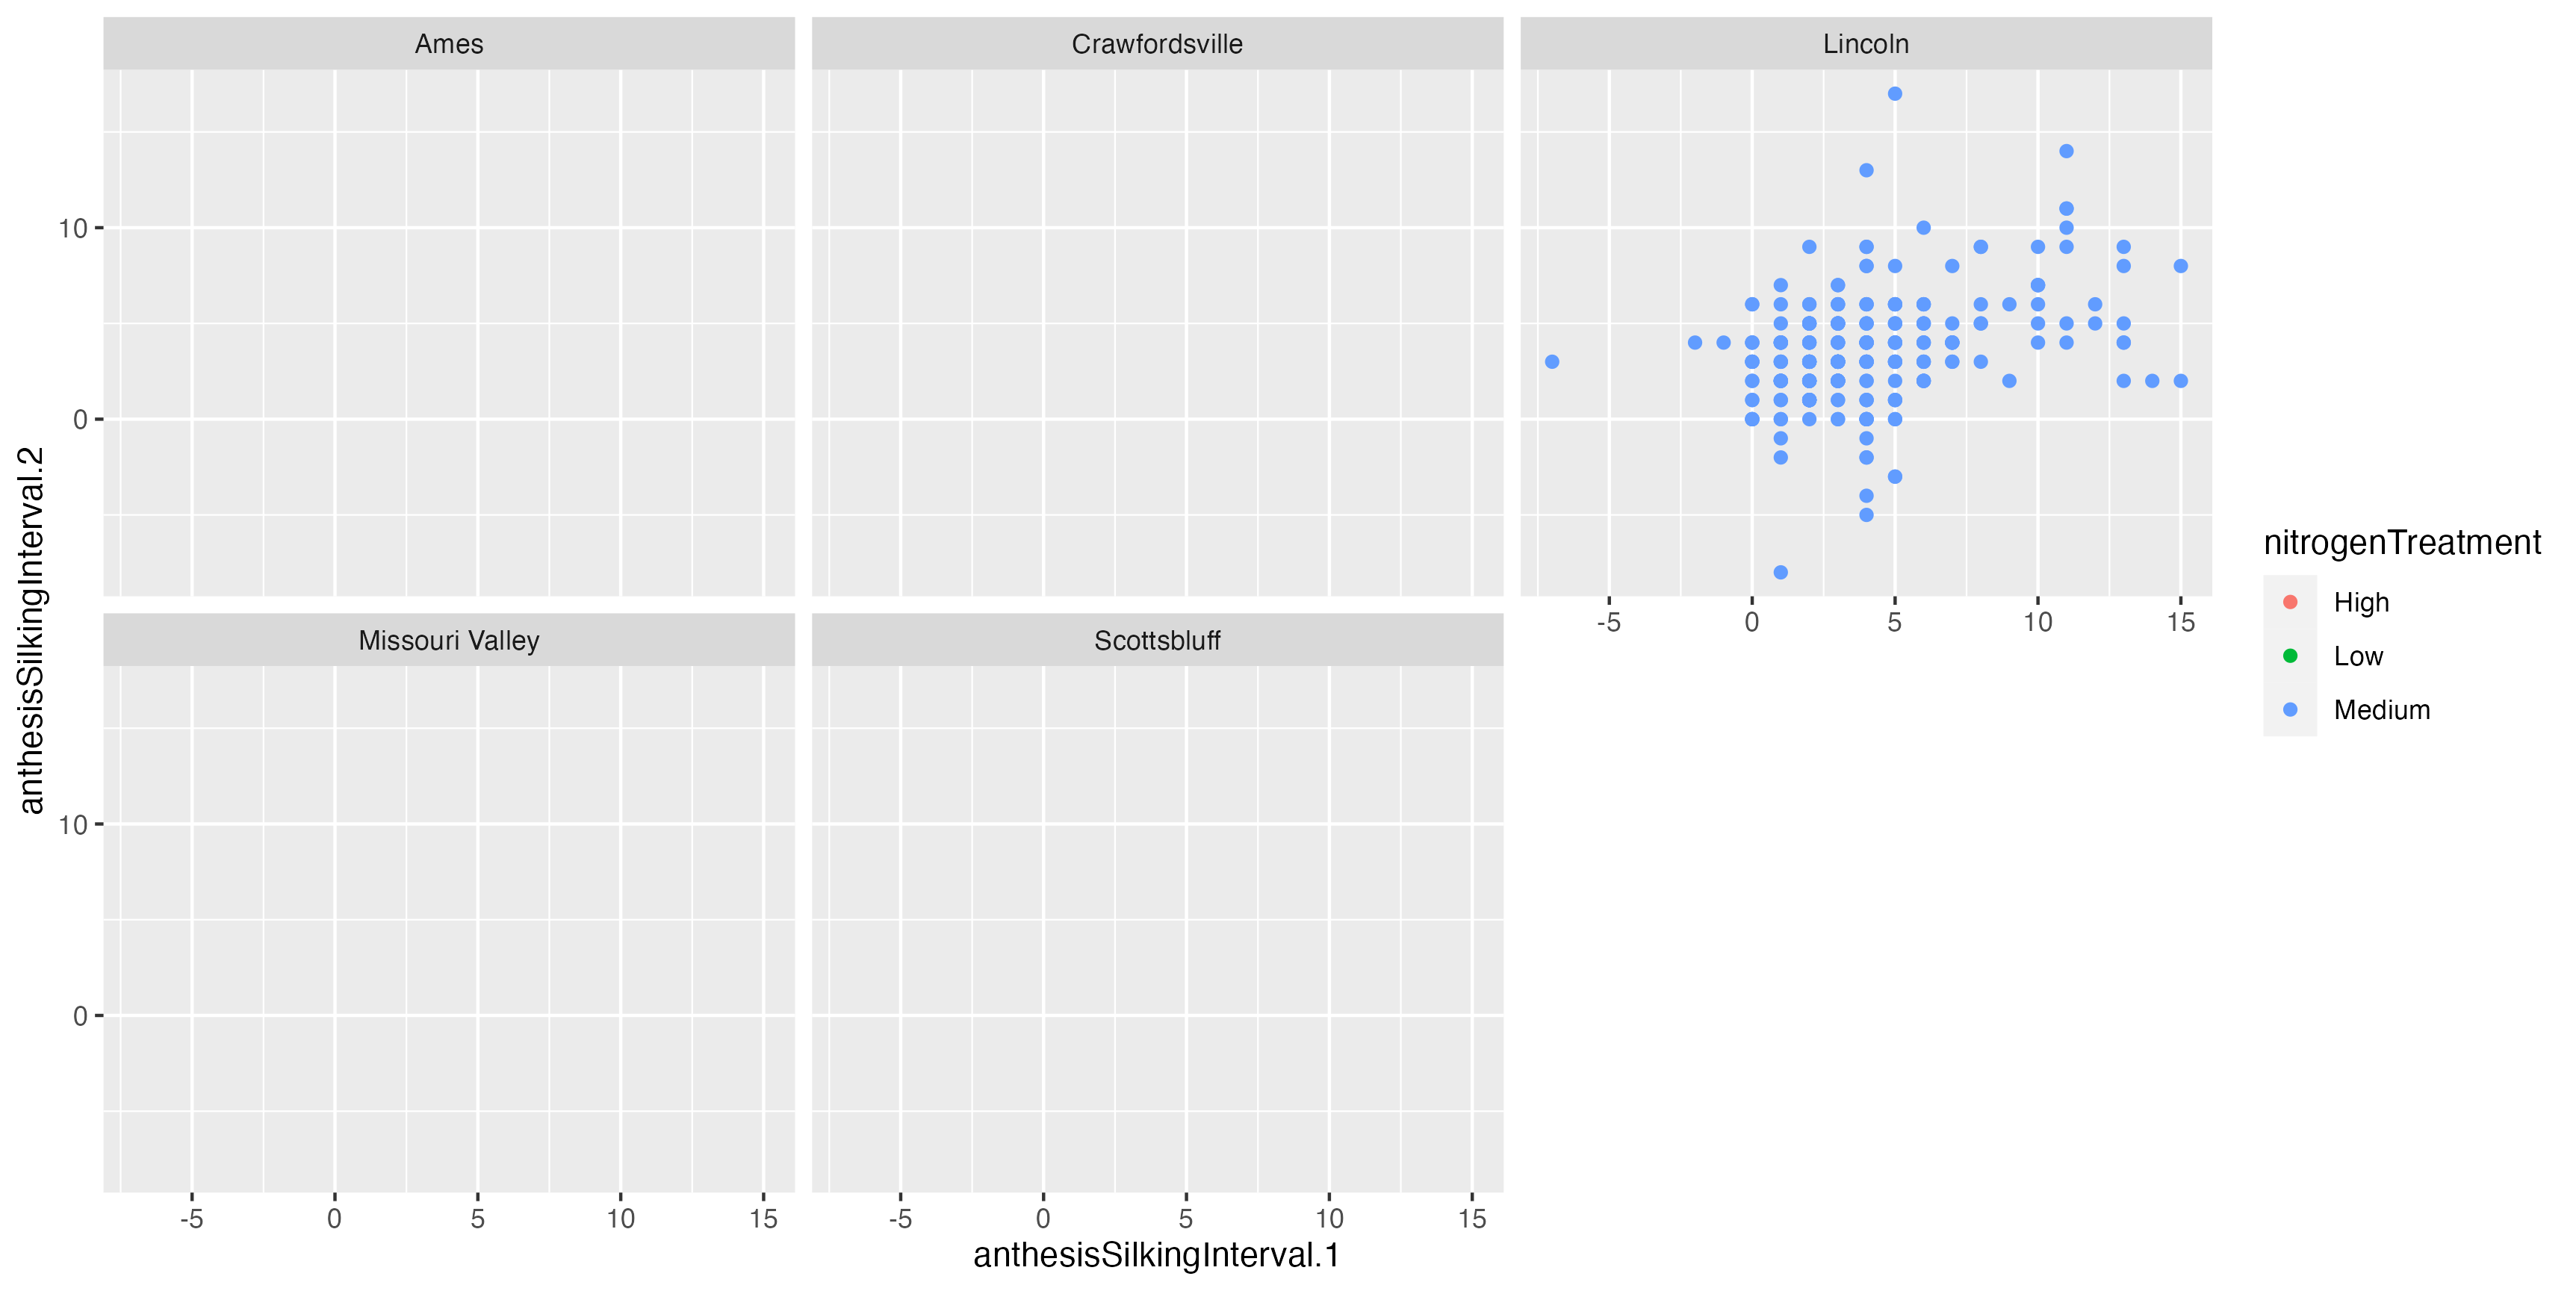 Ames
Crawfordsville
Lincoln
10
0
-5 0 5 10 15
anthesisSilkingInterval.2
Missouri Valley
Scottsbluff
10
0
-5 0 5 10 15
-5 0 5 10 15
anthesisSilkingInterval.1
nitrogenTreatment
High
Low
Medium